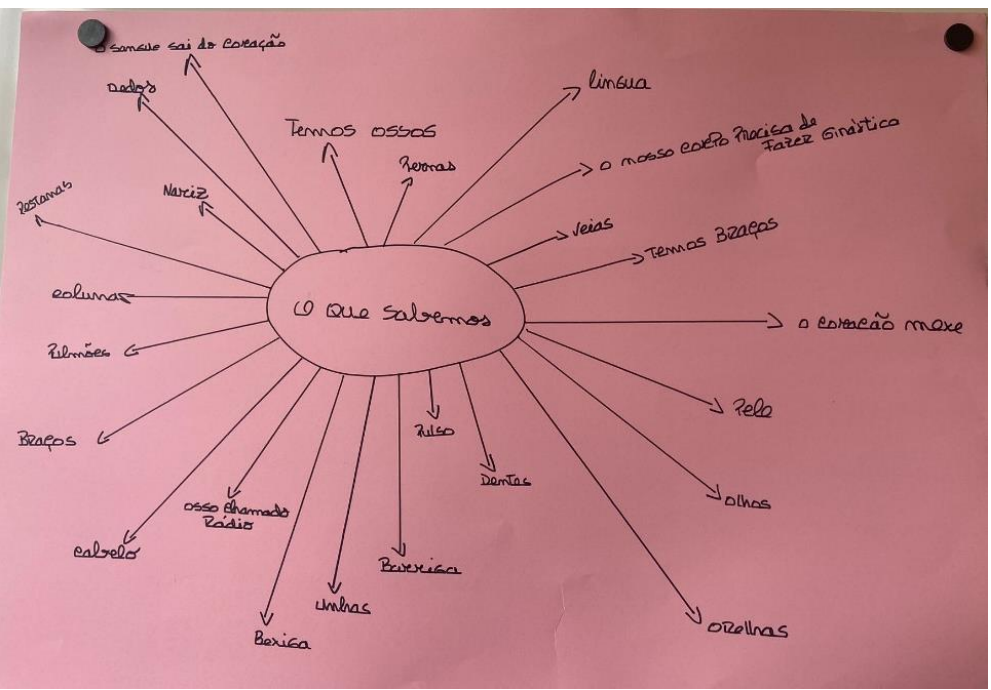 O sangue sai do coração
Dedos
Temos ossos
Pernas
língua
O nosso corpo Precisa de
Fazer Ginástica
Pestanas
Nariz
Veias
Temos Braços
coluna
O que sabemos
O coração mexe
Pulmões
Braços
Pulso
Pele
Dentes
Olhos
osso chamado
Rádio
Cabelo
Barriga
Unhas
Bexiga
Orelhas